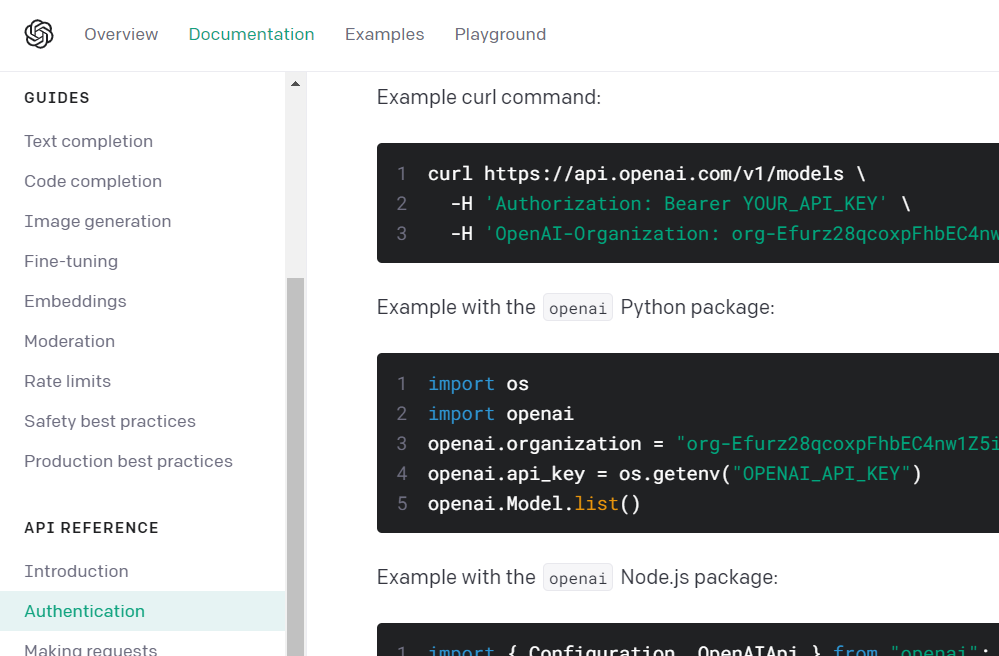 Overview Documentation Examples Playground
GUIDES
Text completion
Code completion
Image generation
Fine-tuning
Embeddings
Moderation
Rate limits
Safety best practices
Production best practices
API REFERENCE
Introduction
Authentication
Making requests
Example curl command:
1 curl https://api.openai.com/v1/models \
2 -H 'Authorization: Bearer YOUR_API_KEY' \
3 -H 'OpenAI-Organization: org-Efurz28qcoxpFhbEC4nw
Example with the openai Python package:
1 import os
2 import openai
3 openai.organization = "org-Efurz28qcoxpFhbEC4nw1Z5i
4 openai.api_key = os.getenv("OPENAI_API_KEY")
5 openai.Model.list()
Example with the openai Node.js package:
1 import { Configuration, OpenAIApi } from "openai";